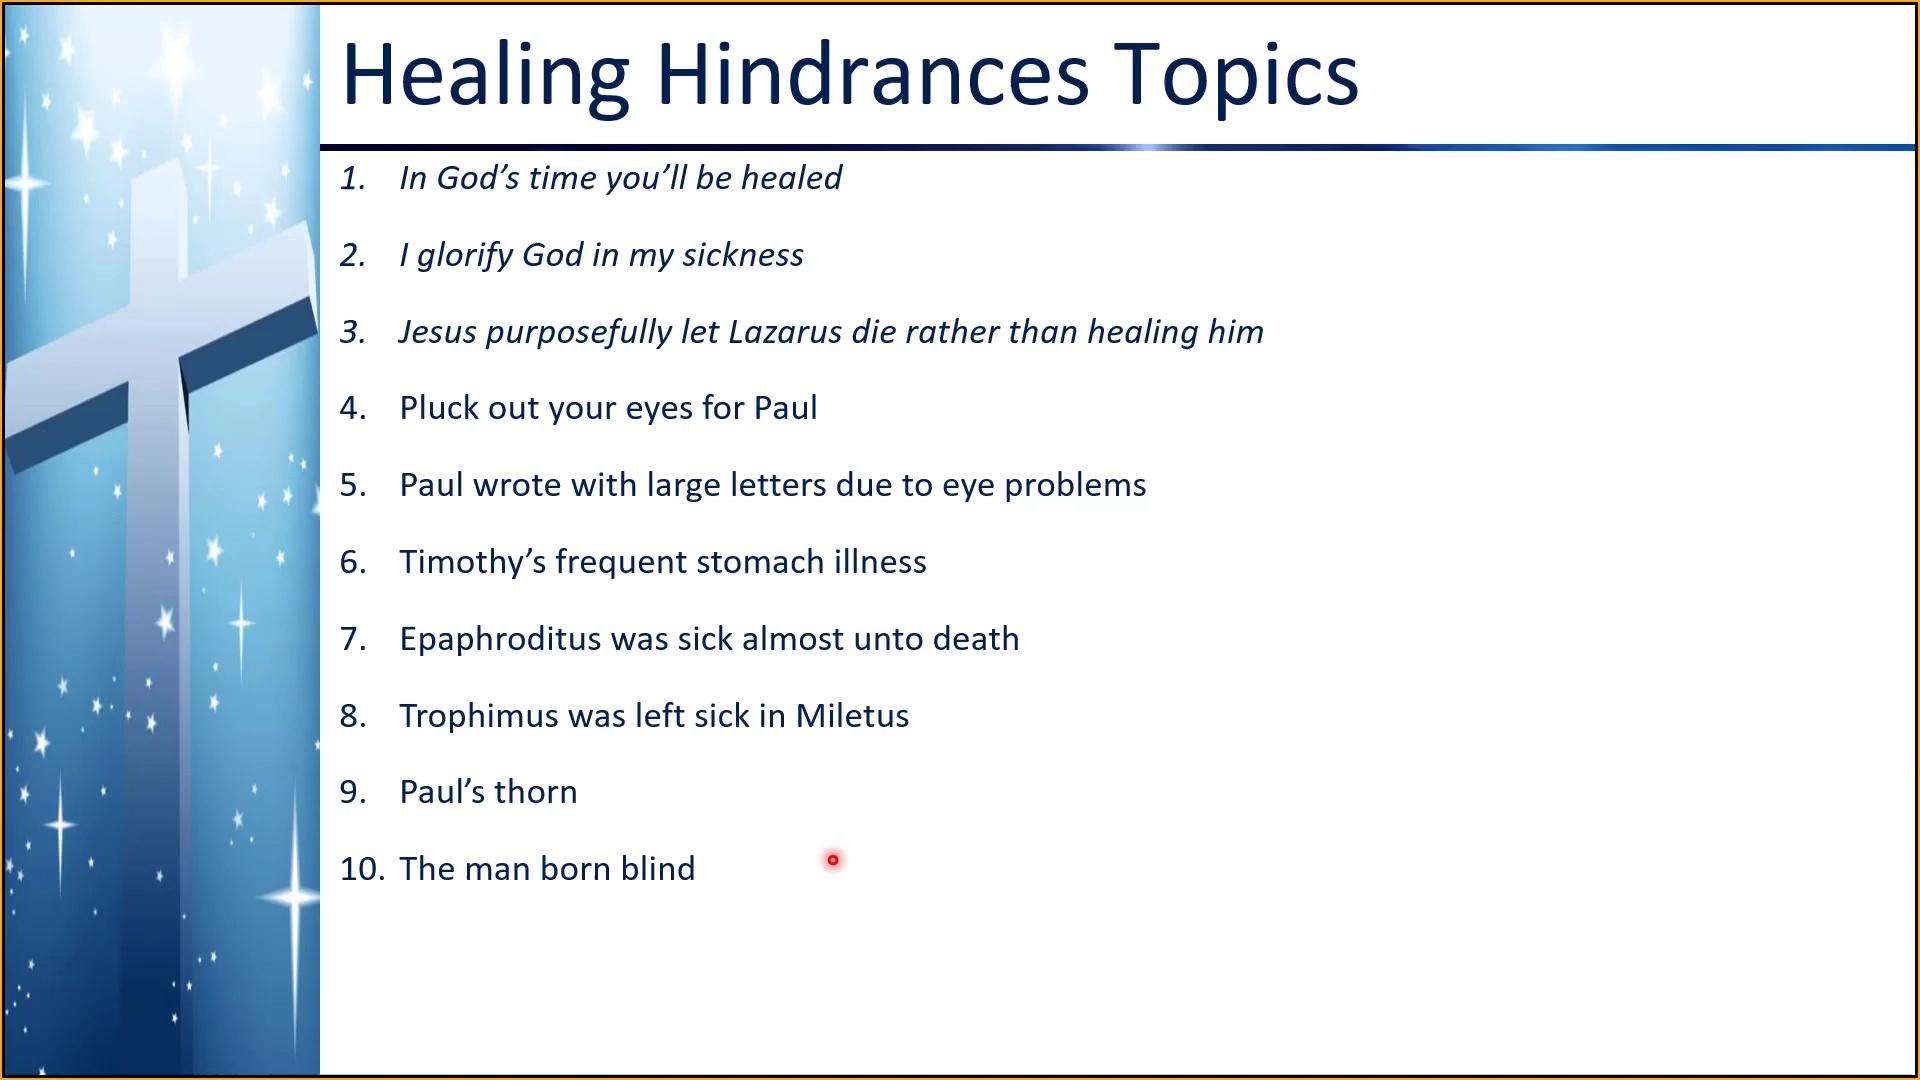 Healing Hindrances Topics
1. In God’s time you’ll be healed
2. I glorify God in my sickness
3. Jesus purposefully let Lazarus die rather than healing him
4. Pluck out your eyes for Paul
5. Paul wrote with large letters due to eye problems
6. Timothy’s frequent stomach illness
7. Epaphroditus was sick almost unto death
8. Trophimus was left sick in Miletus
9. Paul’s thorn
10. The man born blind